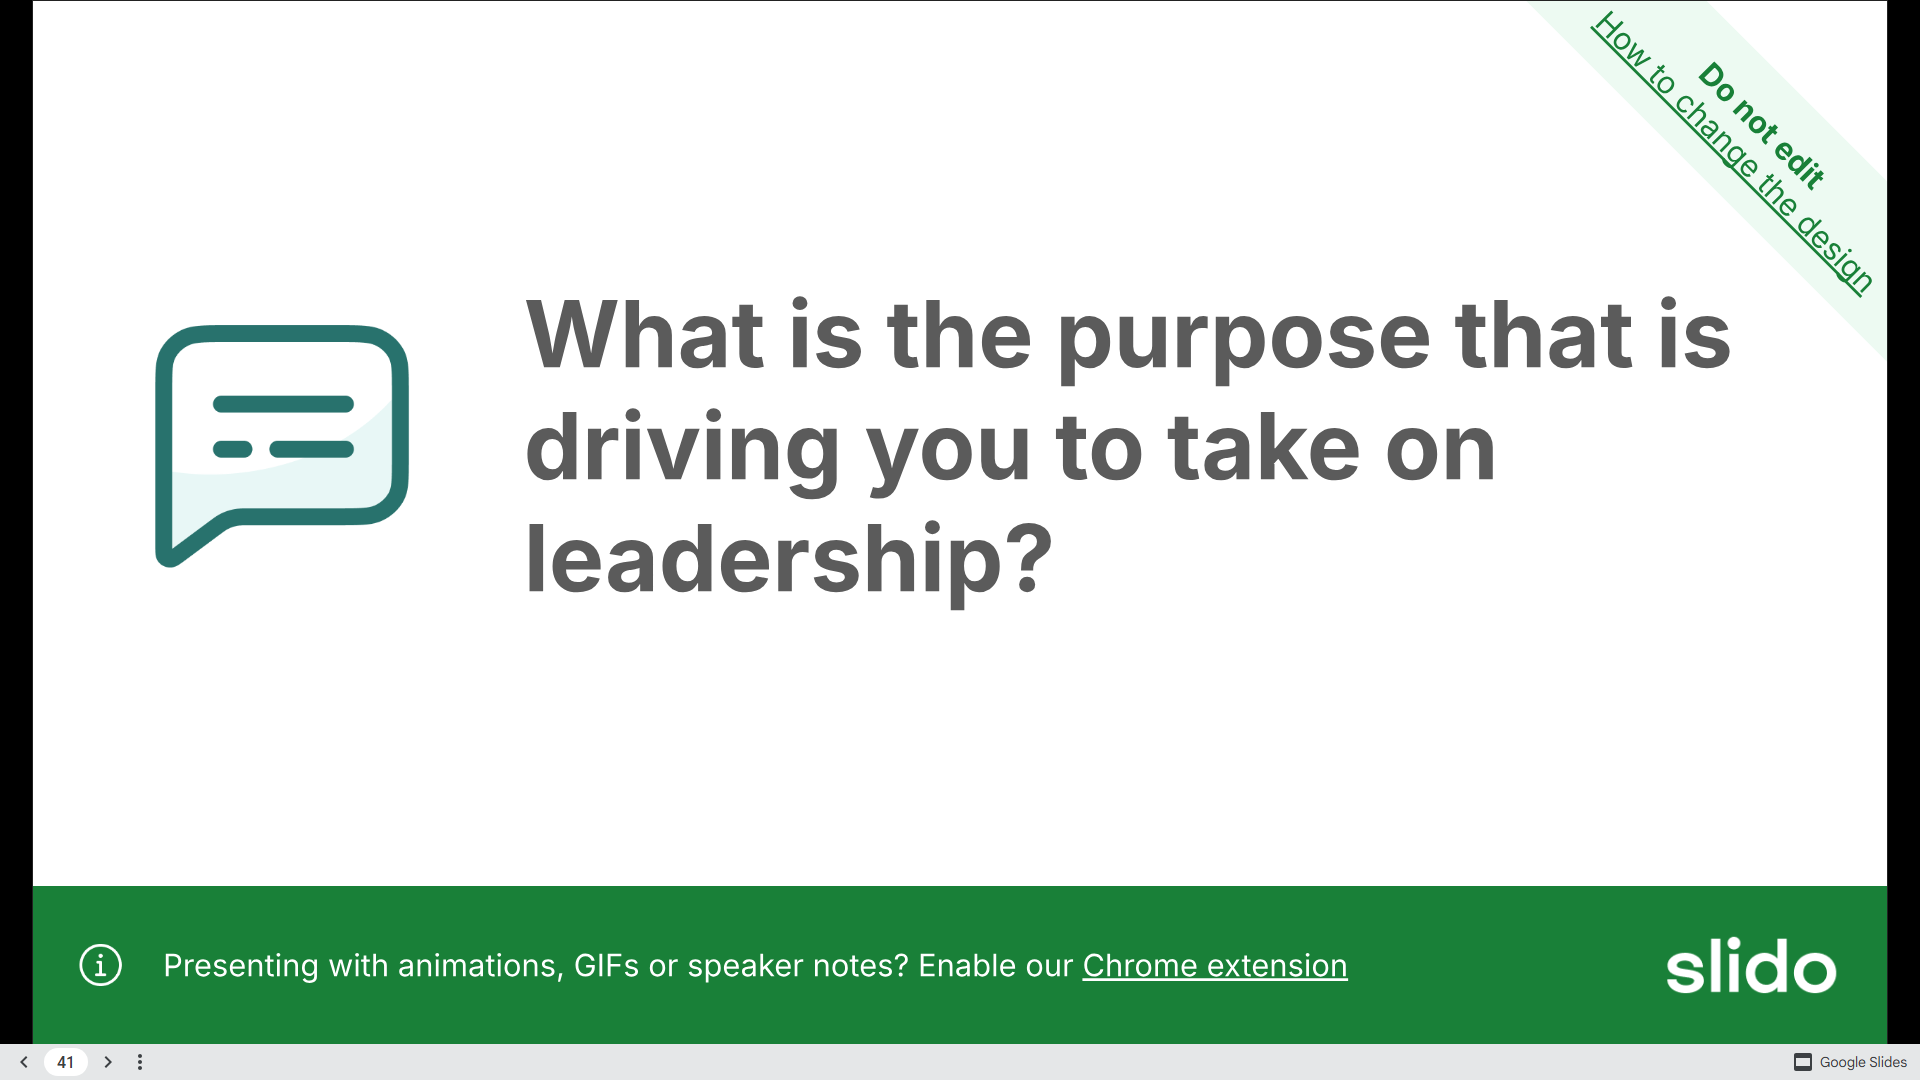 Do not edit
How to change the design
What is the purpose that is
driving you to take on
leadership?
Presenting with animations, GIFs or speaker notes? Enable our Chrome extension
slido
41
Google Slides